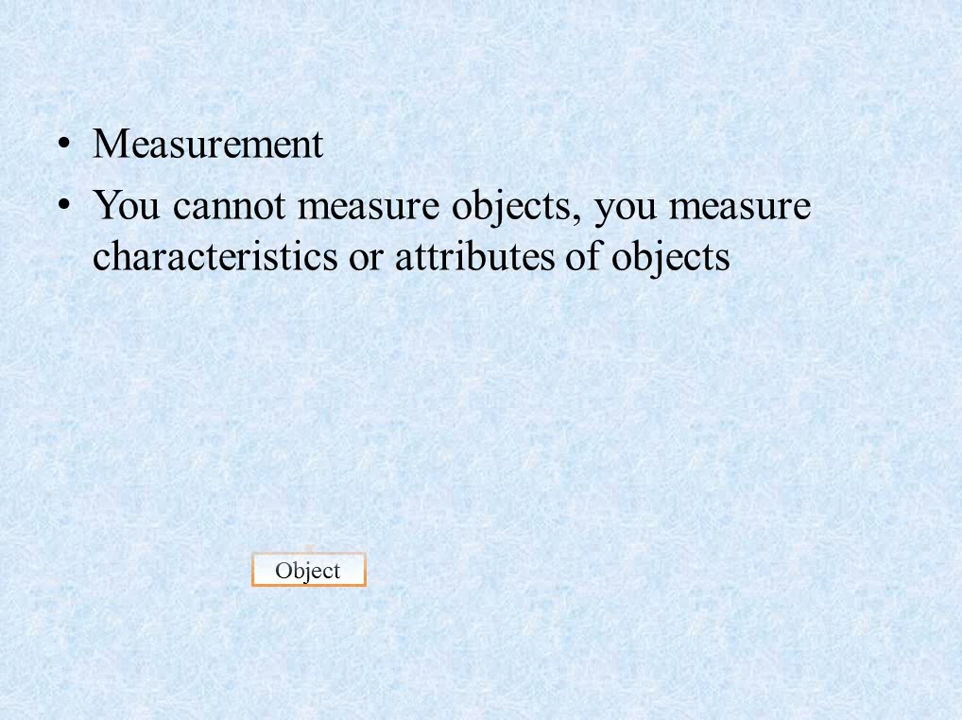 • Measurement
• You cannot measure objects, you measure
characteristics or attributes of objects
Object